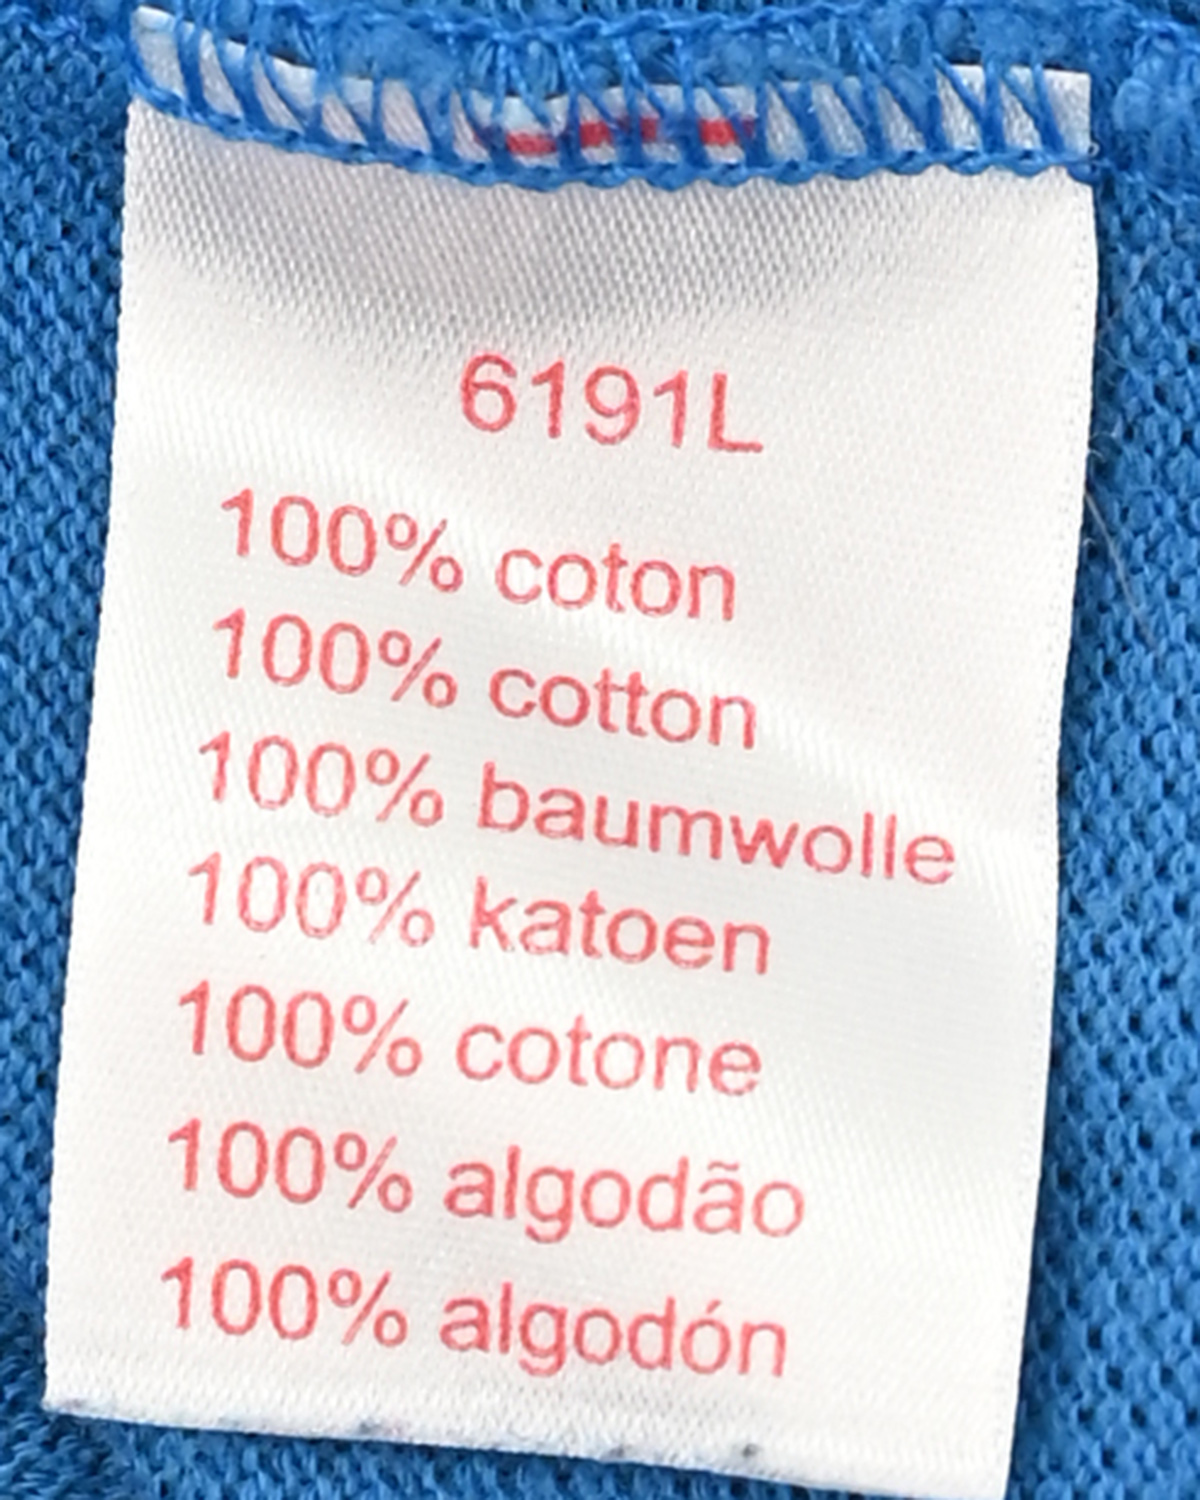 6191L
100% coton
100% cotton
100% baumwolle
100% katoen
100% cotone
100% algodão
100% algodón